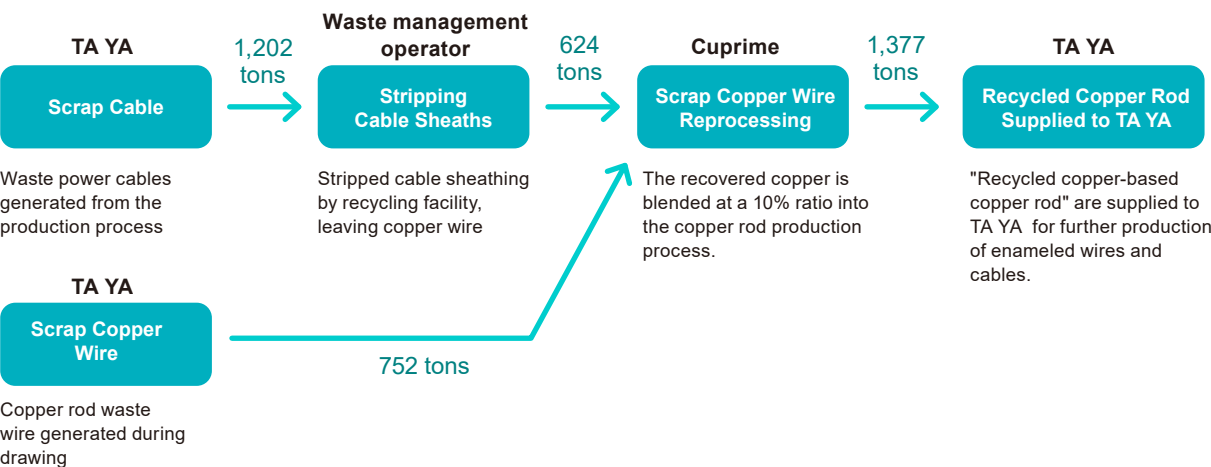 TA YA
Scrap Cable
Waste power cables
generated from the
production process
1,202
tons
Waste management
operator
Stripping
Cable Sheaths
Stripped cable sheathing
by recycling facility,
leaving copper wire
624
tons
Cuprime
Scrap Copper Wire
Reprocessing
The recovered copper is
blended at a 10% ratio into
the copper rod production
process.
1,377
tons
TA YA
Recycled Copper Rod
Supplied to TA YA
"Recycled copper-based
copper rod" are supplied to
TA YA  for further production
of enameled wires and
cables.
TA YA
Scrap Copper
Wire
Copper rod waste
wire generated during
drawing
752 tons